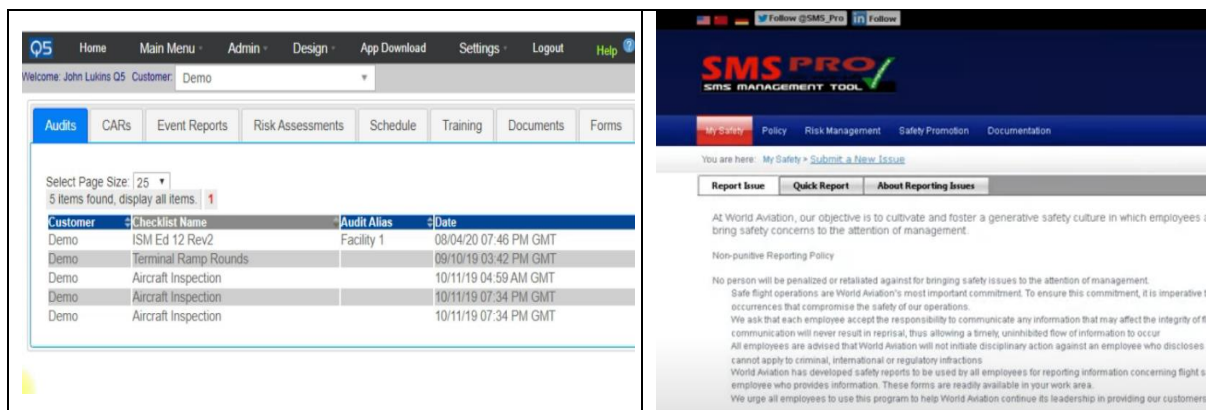 Q5 Home Main Menu Admin Design App Download Settings Logout Help ?
Welcome: John Lukins Q5 Customer: Demo
Audits CARs Event Reports Risk Assessments Schedule Training Documents Forms
Select Page Size: 25
5 items found, display all items. 1
Customer Checklist Name Audit Alias Date
Demo ISM Ed 12 Rev2 Facility 1 08/04/20 07:46 PM GMT
Demo Terminal Ramp Rounds 09/10/19 03:42 PM GMT
Demo Aircraft Inspection 10/11/19 04:59 AM GMT
Demo Aircraft Inspection 10/11/19 07:34 PM GMT
Demo Aircraft Inspection 10/11/19 07:34 PM GMT
Follow @SMS_Pro in Follow
SMS PRO
SMS MANAGEMENT TOOL
My Safety Policy Risk Management Safety Promotion Documentation
You are here: My Safety > Submit a New Issue
Report Issue Quick Report About Reporting Issues
At World Aviation, our objective is to cultivate and foster a generative safety culture in which employees
bring safety concerns to the attention of management.
Non-punitive Reporting Policy
No person will be penalized or retaliated against for bringing safety issues to the attention of management.
Safe flight operations are World Aviation's most important commitment. To ensure this commitment, it is imperative
occurrences that compromise the safety of our operations.
We ask that each employee accept the responsibility to communicate any information that may affect the integrity of
communication will never result in reprisal, thus allowing a timely, uninhibited flow of information to occur
All employees are advised that World Aviation will not initiate disciplinary action against an employee who discloses
cannot apply to criminal, international or regulatory infractions
World Aviation has developed safety reports to be used by all employees for reporting information concerning flight
employee who provides information. These forms are readily available in your work area.
We urge all employees to use this program to help World Aviation continue its leadership in providing our customers